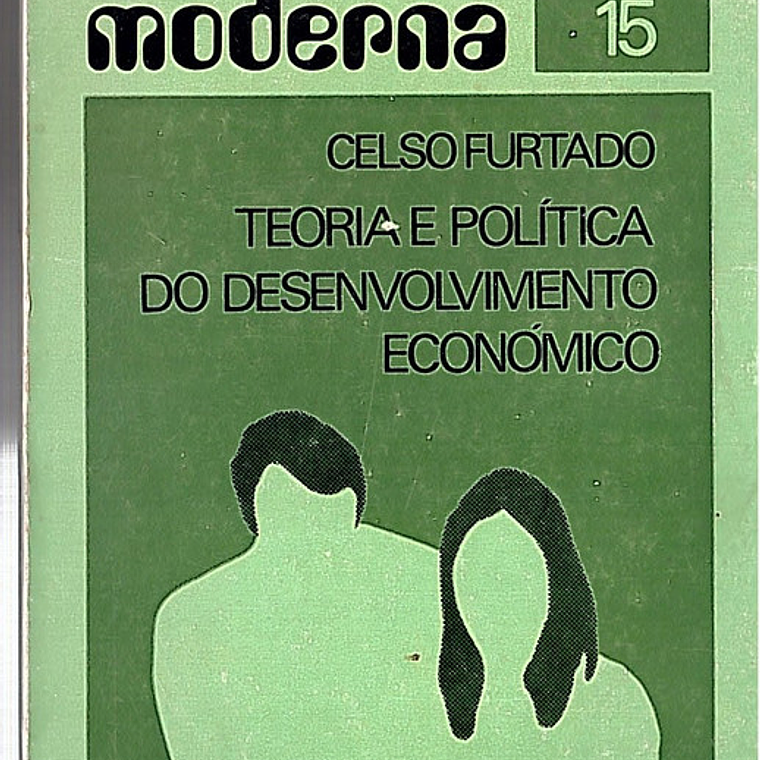 moderna
15
CELSO FURTADO
TEORIA E POLÍTICA
DO DESENVOLVIMENTO
ECONÓMICO